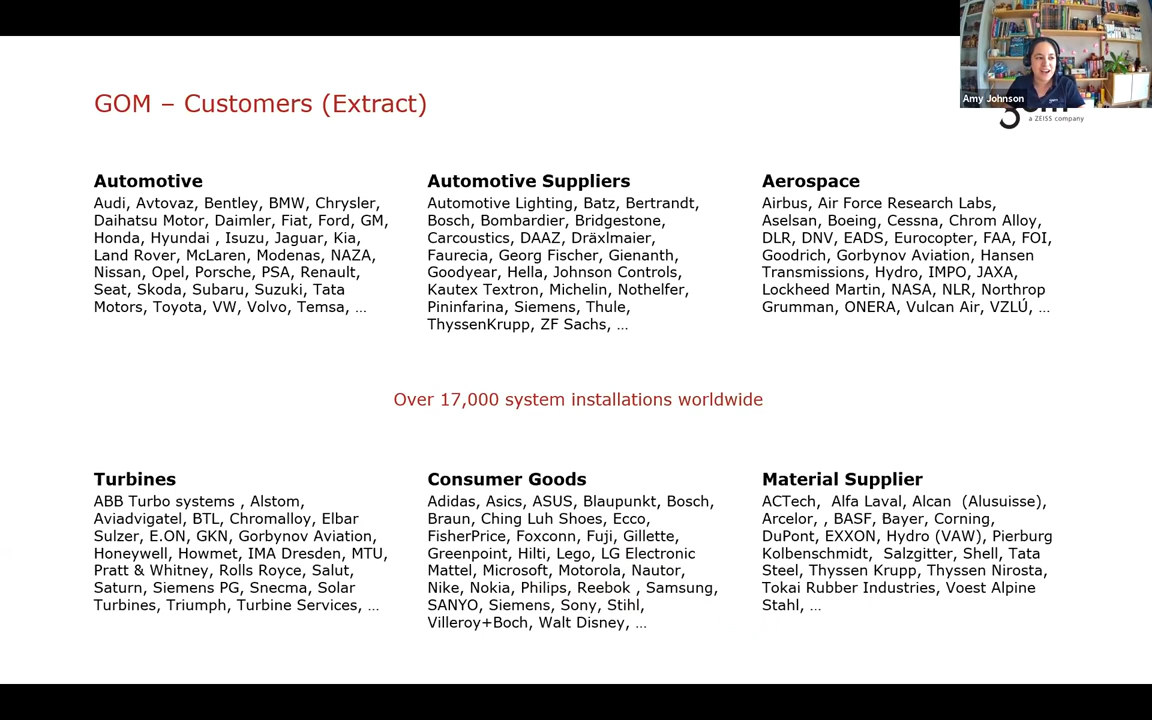 Amy Johnson
gom
a ZEISS company
GOM – Customers (Extract)
Automotive
Audi, Avtovaz, Bentley, BMW, Chrysler,
Daihatsu Motor, Daimler, Fiat, Ford, GM,
Honda, Hyundai , Isuzu, Jaguar, Kia,
Land Rover, McLaren, Modenas, NAZA,
Nissan, Opel, Porsche, PSA, Renault,
Seat, Skoda, Subaru, Suzuki, Tata
Motors, Toyota, VW, Volvo, Temsa, ...
Automotive Suppliers
Automotive Lighting, Batz, Bertrandt,
Bosch, Bombardier, Bridgestone,
Carcoustics, DAAZ, Dräxlmaier,
Faurecia, Georg Fischer, Gienanth,
Goodyear, Hella, Johnson Controls,
Kautex Textron, Michelin, Nothelfer,
Pininfarina, Siemens, Thule,
ThyssenKrupp, ZF Sachs, ...
Aerospace
Airbus, Air Force Research Labs,
Aselsan, Boeing, Cessna, Chrom Alloy,
DLR, DNV, EADS, Eurocopter, FAA, FOI,
Goodrich, Gorbynov Aviation, Hansen
Transmissions, Hydro, IMPO, JAXA,
Lockheed Martin, NASA, NLR, Northrop
Grumman, ONERA, Vulcan Air, VZLÚ, ...
Over 17,000 system installations worldwide
Turbines
ABB Turbo systems , Alstom,
Aviadvigatel, BTL, Chromalloy, Elbar
Sulzer, E.ON, GKN, Gorbynov Aviation,
Honeywell, Howmet, IMA Dresden, MTU,
Pratt & Whitney, Rolls Royce, Salut,
Saturn, Siemens PG, Snecma, Solar
Turbines, Triumph, Turbine Services, ...
Consumer Goods
Adidas, Asics, ASUS, Blaupunkt, Bosch,
Braun, Ching Luh Shoes, Ecco,
FisherPrice, Foxconn, Fuji, Gillette,
Greenpoint, Hilti, Lego, LG Electronic
Mattel, Microsoft, Motorola, Nautor,
Nike, Nokia, Philips, Reebok , Samsung,
SANYO, Siemens, Sony, Stihl,
Villeroy+Boch, Walt Disney, ...
Material Supplier
ACTech,  Alfa Laval, Alcan  (Alusuisse),
Arcelor, , BASF, Bayer, Corning,
DuPont, EXXON, Hydro (VAW), Pierburg
Kolbenschmidt,  Salzgitter, Shell, Tata
Steel, Thyssen Krupp, Thyssen Nirosta,
Tokai Rubber Industries, Voest Alpine
Stahl, ...